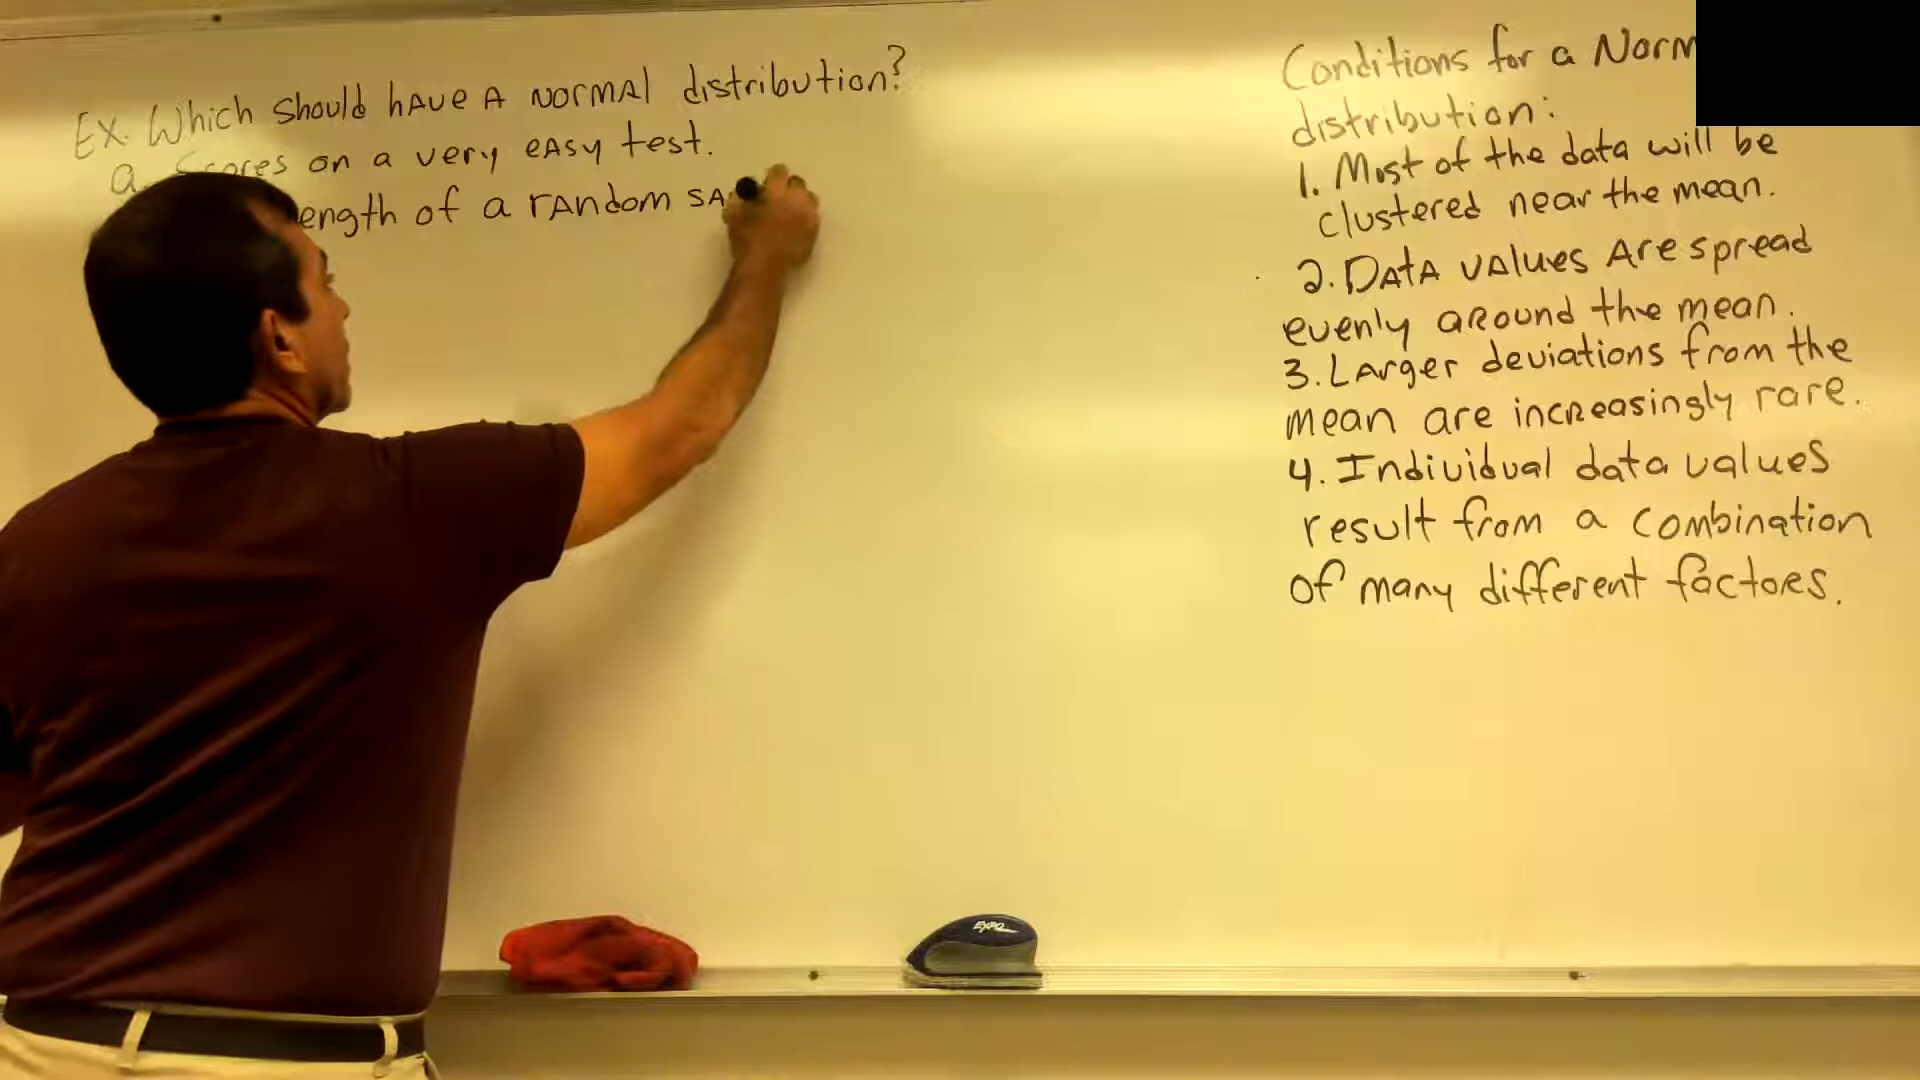 Ex. Which should have a normal distribution?
a. Scores on a very easy test.
ength of a random sa
Conditions for a Norm
distribution:
1. Most of the data will be
clustered near the mean.
2. Data values are spread
evenly around the mean.
3. Larger deviations from the
mean are increasingly rare.
4. Individual data values
result from a combination
of many different factors.
EXPO